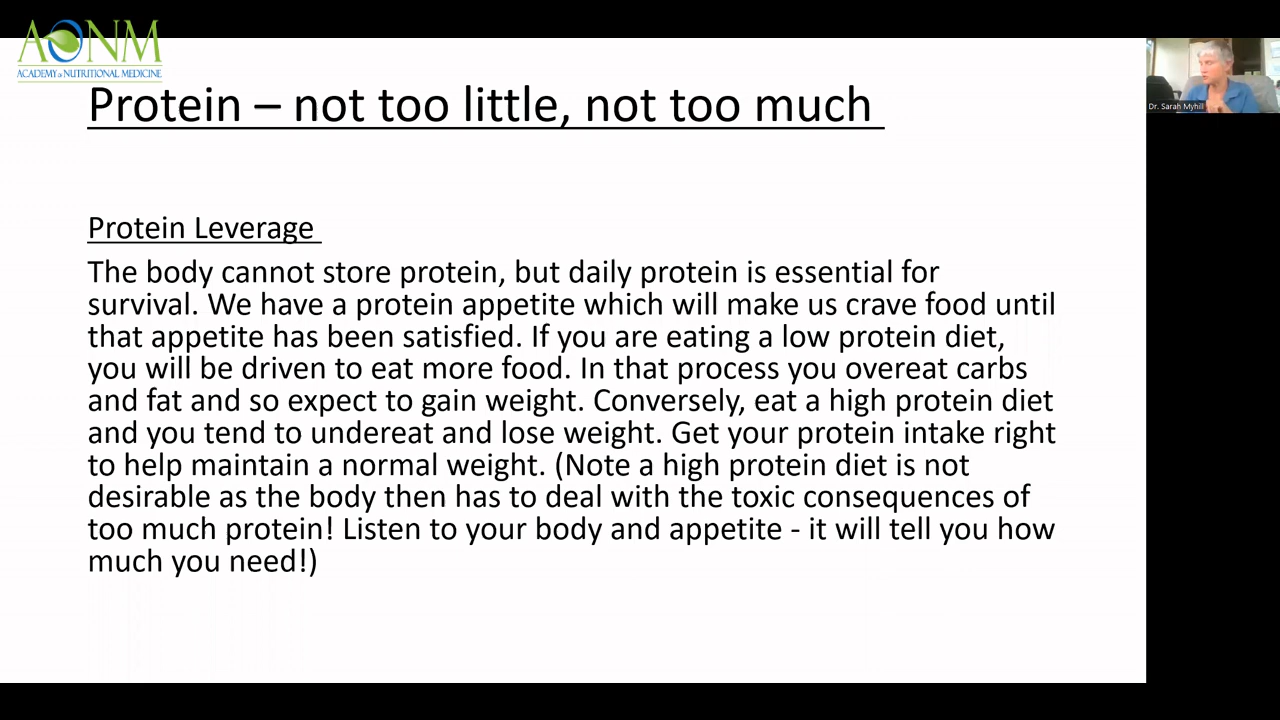 AONM
ACADEMY of NUTRITIONAL MEDICINE
Protein – not too little, not too much
Dr. Sarah Myhill
Protein Leverage
The body cannot store protein, but daily protein is essential for
survival. We have a protein appetite which will make us crave food until
that appetite has been satisfied. If you are eating a low protein diet,
you will be driven to eat more food. In that process you overeat carbs
and fat and so expect to gain weight. Conversely, eat a high protein diet
and you tend to undereat and lose weight. Get your protein intake right
to help maintain a normal weight. (Note a high protein diet is not
desirable as the body then has to deal with the toxic consequences of
too much protein! Listen to your body and appetite - it will tell you how
much you need!)